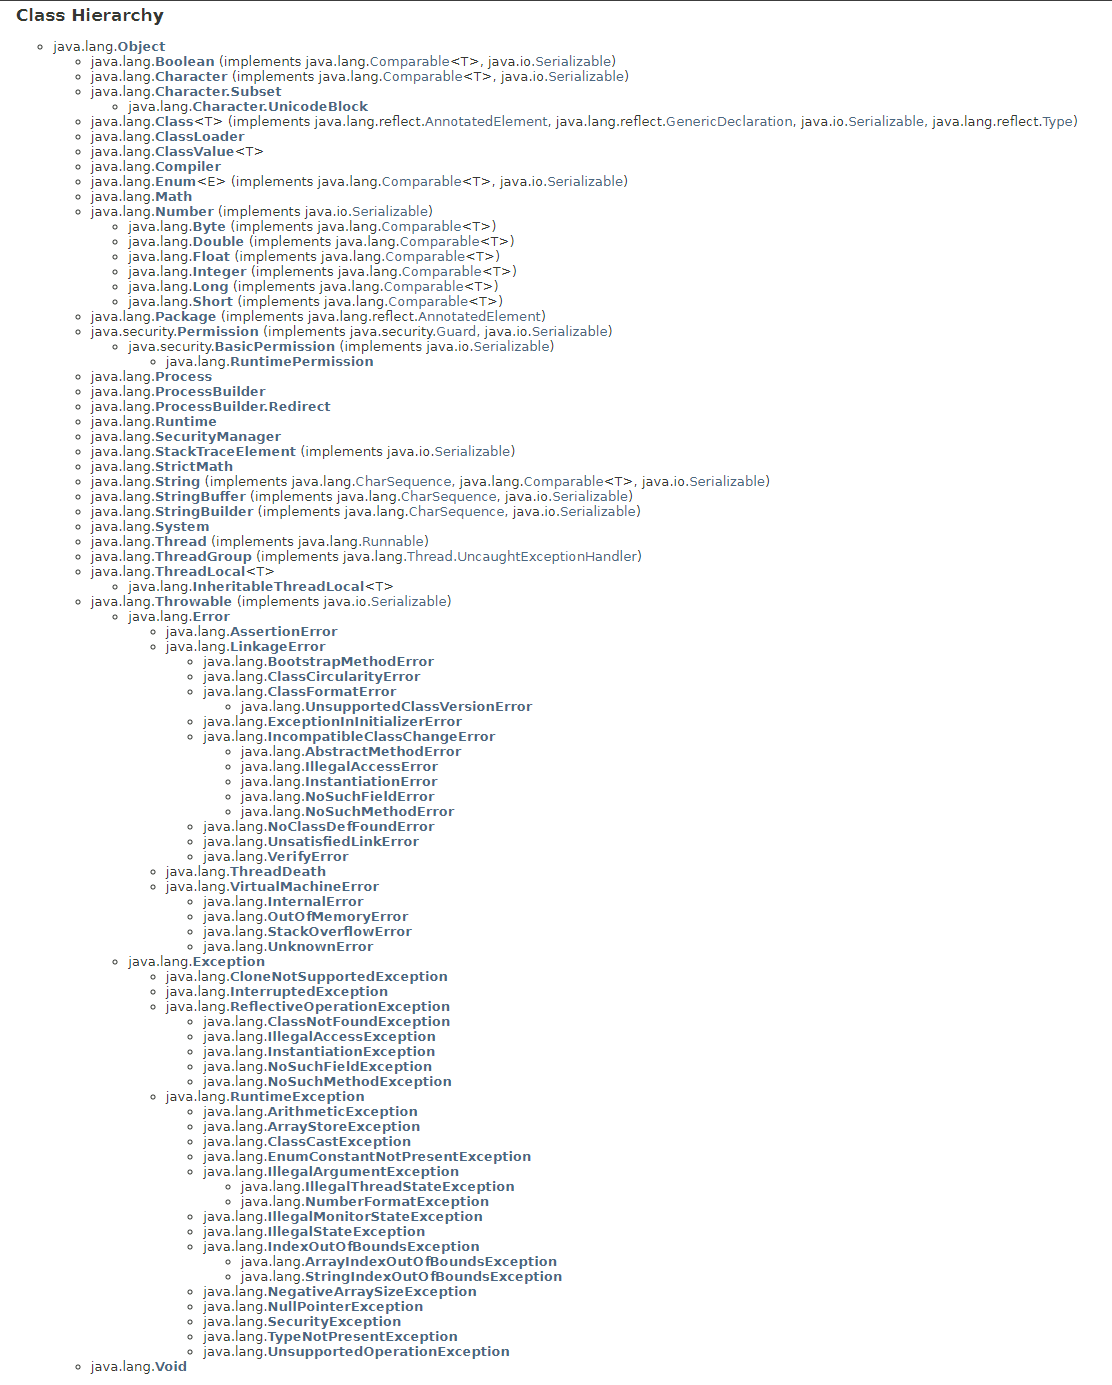 Class Hierarchy
java.lang.Object
java.lang.Boolean (implements java.lang.Comparable<T>, java.io.Serializable)
java.lang.Character (implements java.lang.Comparable<T>, java.io.Serializable)
java.lang.Character.Subset
java.lang.Character.UnicodeBlock
java.lang.Class<T> (implements java.lang.reflect.AnnotatedElement, java.lang.reflect.GenericDeclaration, java.io.Serializable, java.lang.reflect.Type)
java.lang.ClassLoader
java.lang.ClassValue<T>
java.lang.Compiler
java.lang.Enum<E> (implements java.lang.Comparable<T>, java.io.Serializable)
java.lang.Math
java.lang.Number (implements java.io.Serializable)
java.lang.Byte (implements java.lang.Comparable<T>)
java.lang.Double (implements java.lang.Comparable<T>)
java.lang.Float (implements java.lang.Comparable<T>)
java.lang.Integer (implements java.lang.Comparable<T>)
java.lang.Long (implements java.lang.Comparable<T>)
java.lang.Short (implements java.lang.Comparable<T>)
java.lang.Package (implements java.lang.reflect.AnnotatedElement)
java.security.Permission (implements java.security.Guard, java.io.Serializable)
java.security.BasicPermission (implements java.io.Serializable)
java.lang.RuntimePermission
java.lang.Process
java.lang.ProcessBuilder
java.lang.ProcessBuilder.Redirect
java.lang.Runtime
java.lang.SecurityManager
java.lang.StackTraceElement (implements java.io.Serializable)
java.lang.StrictMath
java.lang.String (implements java.lang.CharSequence, java.lang.Comparable<T>, java.io.Serializable)
java.lang.StringBuffer (implements java.lang.CharSequence, java.io.Serializable)
java.lang.StringBuilder (implements java.lang.CharSequence, java.io.Serializable)
java.lang.System
java.lang.Thread (implements java.lang.Runnable)
java.lang.ThreadGroup (implements java.lang.Thread.UncaughtExceptionHandler)
java.lang.ThreadLocal<T>
java.lang.InheritableThreadLocal<T>
java.lang.Throwable (implements java.io.Serializable)
java.lang.Error
java.lang.AssertionError
java.lang.LinkageError
java.lang.BootstrapMethodError
java.lang.ClassCircularityError
java.lang.ClassFormatError
java.lang.UnsupportedClassVersionError
java.lang.ExceptionInInitializerError
java.lang.IncompatibleClassChangeError
java.lang.AbstractMethodError
java.lang.IllegalAccessError
java.lang.InstantiationError
java.lang.NoSuchFieldError
java.lang.NoSuchMethodError
java.lang.NoClassDefFoundError
java.lang.UnsatisfiedLinkError
java.lang.VerifyError
java.lang.ThreadDeath
java.lang.VirtualMachineError
java.lang.InternalError
java.lang.OutOfMemoryError
java.lang.StackOverflowError
java.lang.UnknownError
java.lang.Exception
java.lang.CloneNotSupportedException
java.lang.InterruptedException
java.lang.ReflectiveOperationException
java.lang.ClassNotFoundException
java.lang.IllegalAccessException
java.lang.InstantiationException
java.lang.NoSuchFieldException
java.lang.NoSuchMethodException
java.lang.RuntimeException
java.lang.ArithmeticException
java.lang.ArrayStoreException
java.lang.ClassCastException
java.lang.EnumConstantNotPresentException
java.lang.IllegalArgumentException
java.lang.IllegalThreadStateException
java.lang.NumberFormatException
java.lang.IllegalMonitorStateException
java.lang.IllegalStateException
java.lang.IndexOutOfBoundsException
java.lang.ArrayIndexOutOfBoundsException
java.lang.StringIndexOutOfBoundsException
java.lang.NegativeArraySizeException
java.lang.NullPointerException
java.lang.SecurityException
java.lang.TypeNotPresentException
java.lang.UnsupportedOperationException
java.lang.Void